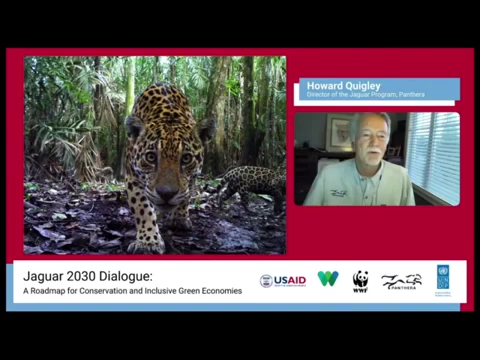 Howard Quigley
Director of the Jaguar Program, Panthera
Jaguar 2030 Dialogue:
A Roadmap for Conservation and Inclusive Green Economies
USAID
WWF
PANTHERA